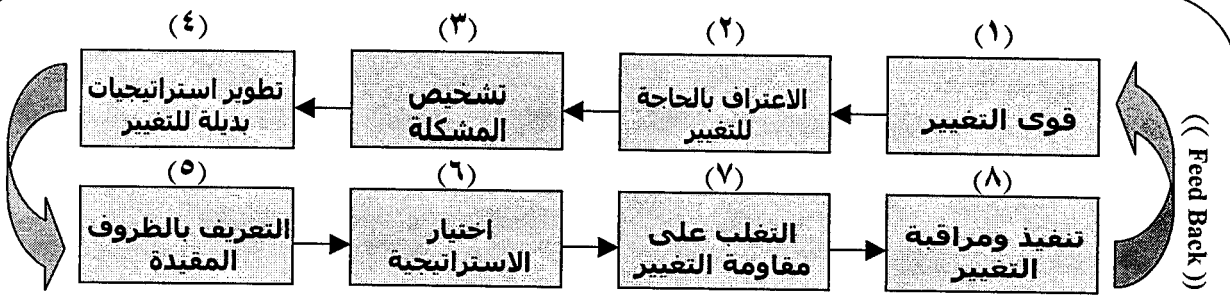 (١)
قوى التغيير
(٢)
الاعتراف بالحاجة
للتغيير
(٣)
تشخيص
المشكلة
(٤)
تطوير استراتيجيات
بديلة للتغيير
(٥)
التعريف بالظروف
المقيدة
(٦)
اختيار
الاستراتيجية
(٧)
التغلب على
مقاومة التغيير
(٨)
تنفيذ ومراقبة
التغيير
(( Feed Back ))